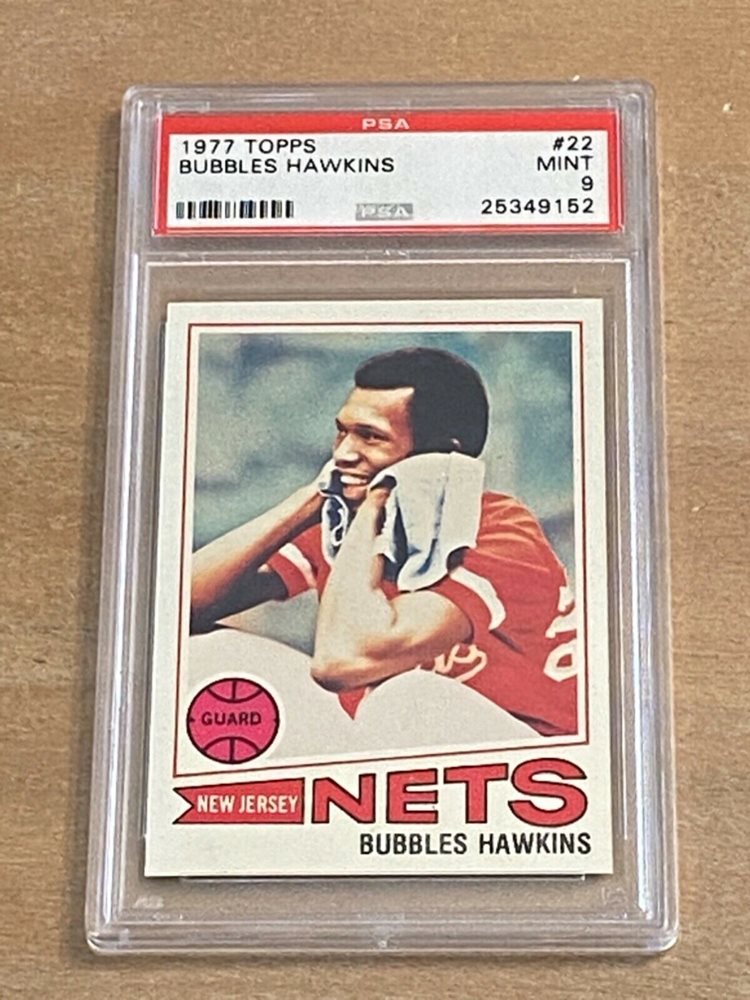 PSA
1977 TOPPS #22
BUBBLES HAWKINS MINT
9
PSA 25349152
GUARD
NEW JERSEY NETS
BUBBLES HAWKINS